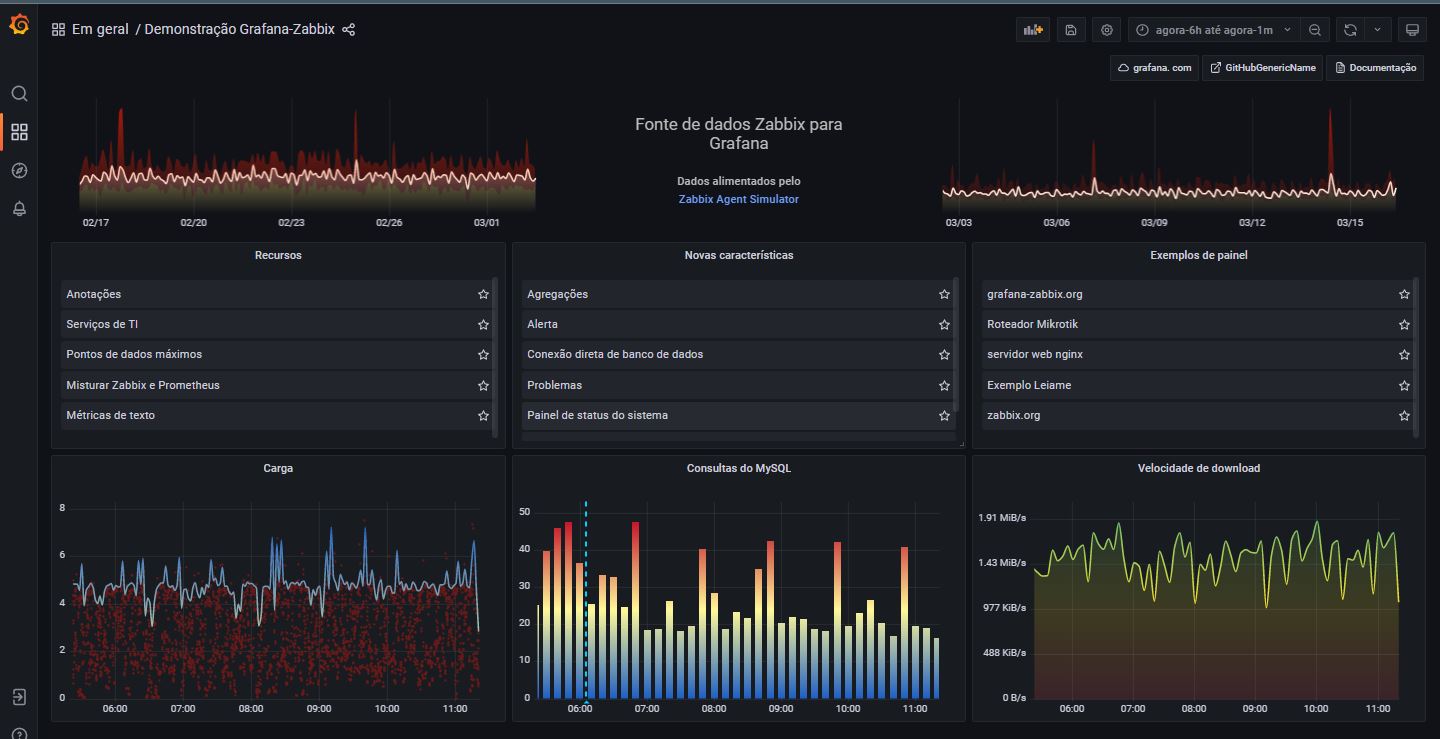 Em geral / Demonstração Grafana-Zabbix
agora-6h até agora-1m
grafana. com
GitHubGenericName
Documentação
02/17 02/20 02/23 02/26 03/01
Fonte de dados Zabbix para
Grafana
Dados alimentados pelo
Zabbix Agent Simulator
03/03 03/06 03/09 03/12 03/15
Recursos
Anotações
Serviços de TI
Pontos de dados máximos
Misturar Zabbix e Prometheus
Métricas de texto
Novas características
Agregações
Alerta
Conexão direta de banco de dados
Problemas
Painel de status do sistema
Exemplos de painel
grafana-zabbix.org
Roteador Mikrotik
servidor web nginx
Exemplo Leiame
zabbix.org
Carga
8
6
4
2
0
06:00 07:00 08:00 09:00 10:00 11:00
Consultas do MySQL
50
40
30
20
10
0
06:00 07:00 08:00 09:00 10:00 11:00
Velocidade de download
1.91 MiB/s
1.43 MiB/s
977 KiB/s
488 KiB/s
0 B/s
06:00 07:00 08:00 09:00 10:00 11:00